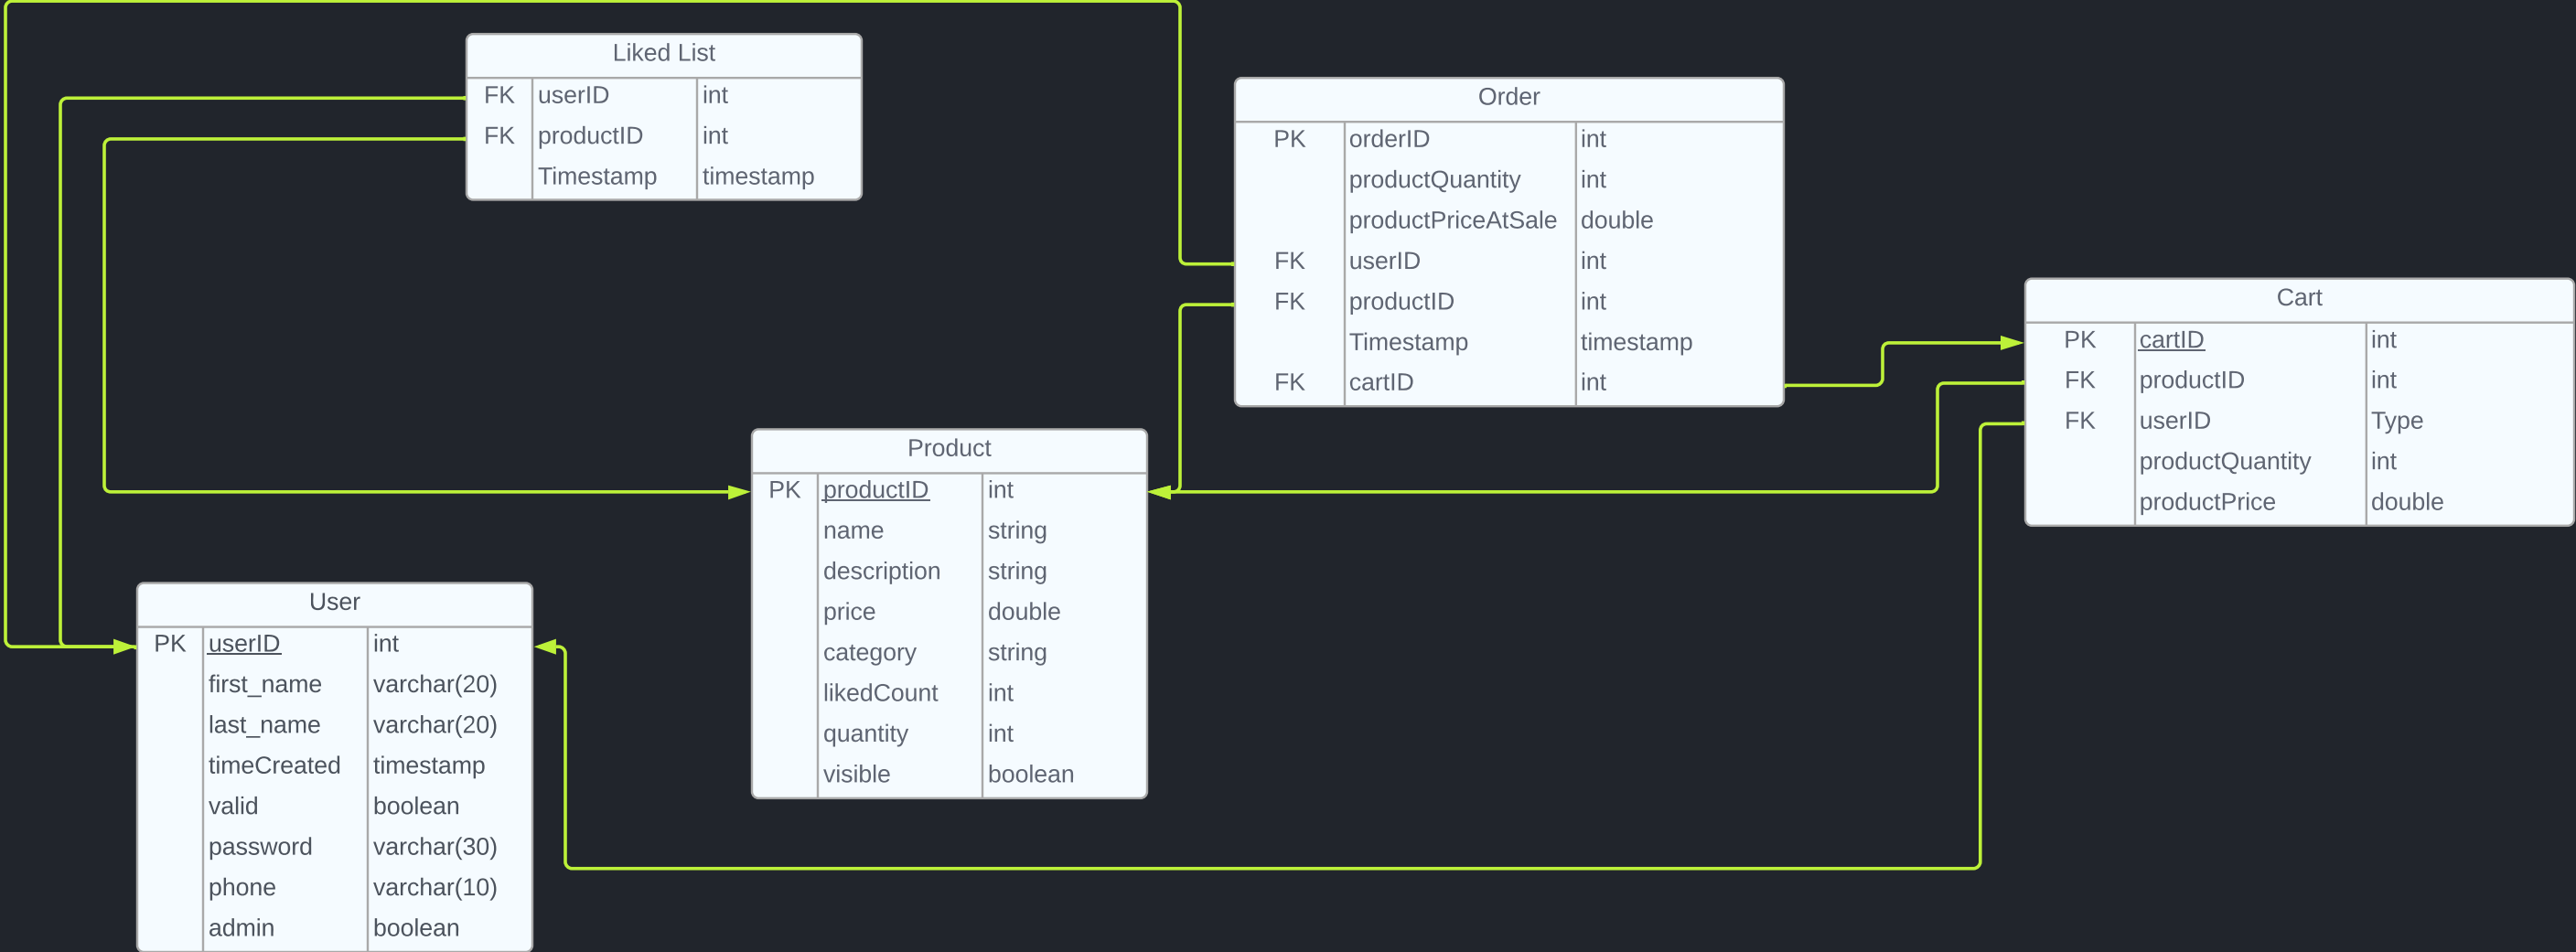 Liked List
FK userID int
FK productID int
Timestamp timestamp
Order
PK orderID int
productQuantity int
productPriceAtSale double
FK userID int
FK productID int
Timestamp timestamp
FK cartID int
Cart
PK cartID int
FK productID int
FK userID Type
productQuantity int
productPrice double
Product
PK productID int
name string
description string
price double
category string
likedCount int
quantity int
visible boolean
User
PK userID int
first_name varchar(20)
last_name varchar(20)
timeCreated timestamp
valid boolean
password varchar(30)
phone varchar(10)
admin boolean